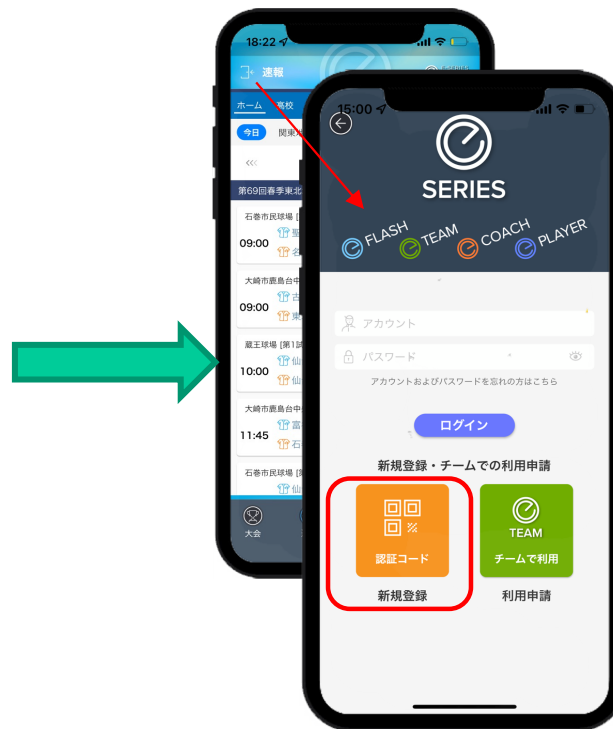 18:22
速報
ホーム 高校
今日
第69回春季東北
石巻市民球場
09:00
大崎市鹿島台中
09:00
蔵王球場 [第1試
10:00
仙
仙
大崎市鹿島台中
11:45
富
石
石巻市民球場
仙
大会
15:00
SERIES
FLASH TEAM COACH PLAYER
アカウント
パスワード
アカウントおよびパスワードを忘れの方はこちら
ログイン
新規登録・チームでの利用申請
認証コード
TEAM
チームで利用
新規登録
利用申請